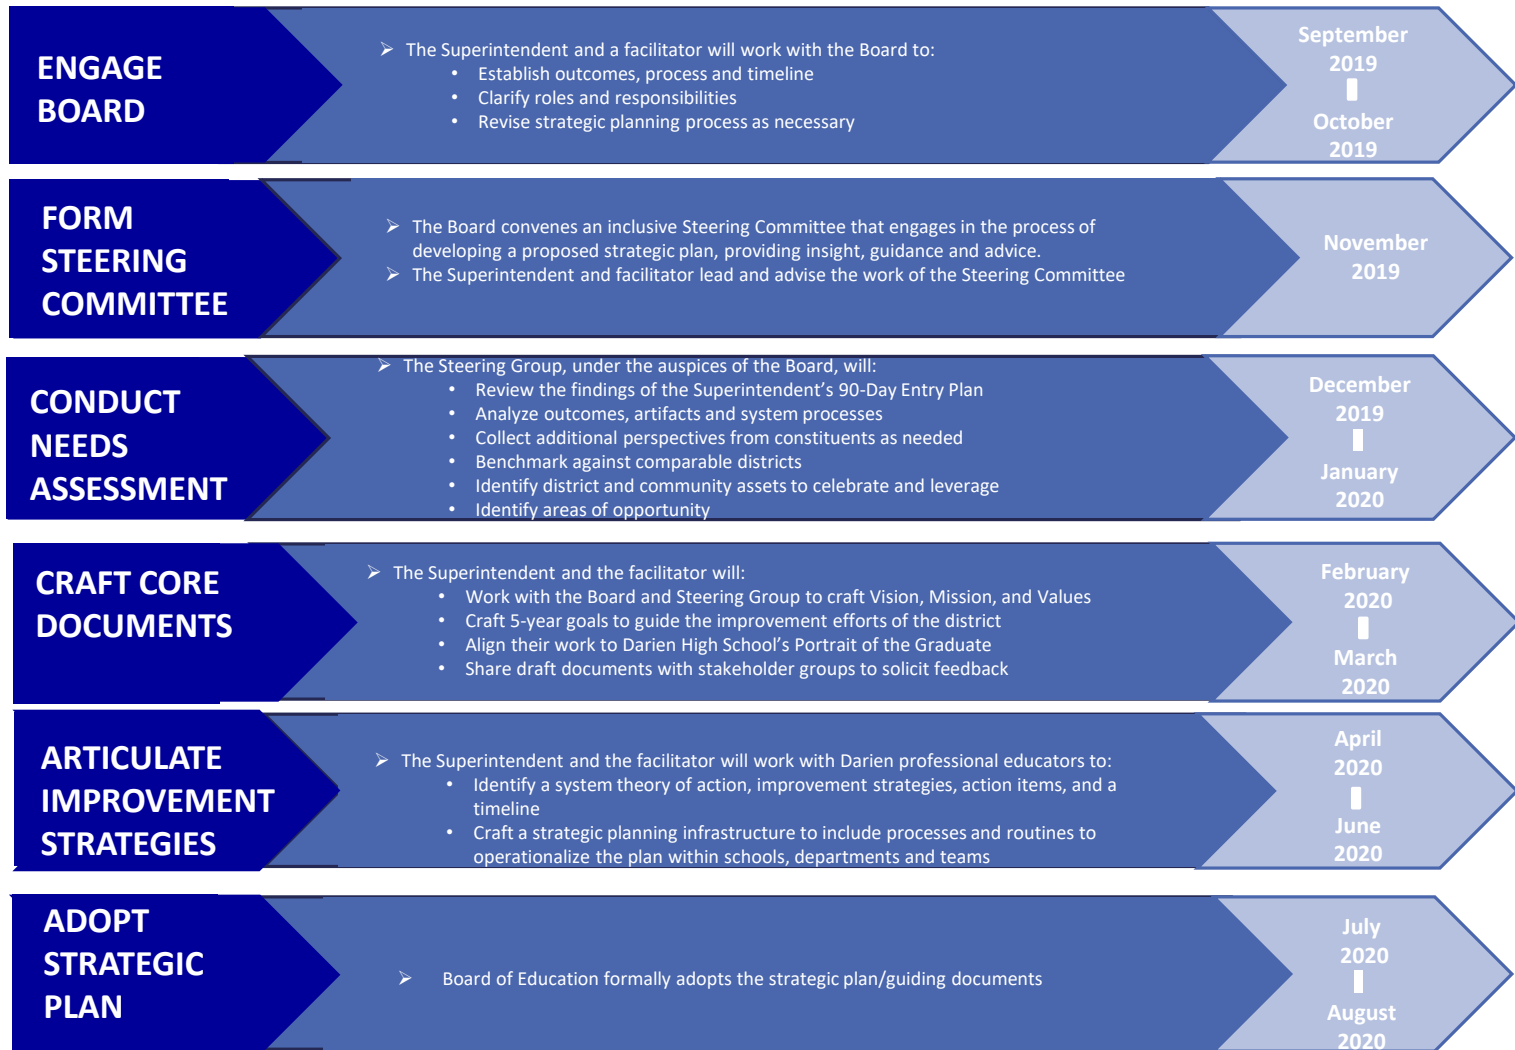 ENGAGE
BOARD
➢ The Superintendent and a facilitator will work with the Board to:
• Establish outcomes, process and timeline
• Clarify roles and responsibilities
• Revise strategic planning process as necessary
September
2019
October
2019
FORM
STEERING
COMMITTEE
➢ The Board convenes an inclusive Steering Committee that engages in the process of
developing a proposed strategic plan, providing insight, guidance and advice.
➢ The Superintendent and facilitator lead and advise the work of the Steering Committee
November
2019
CONDUCT
NEEDS
ASSESSMENT
➢ The Steering Group, under the auspices of the Board, will:
• Review the findings of the Superintendent's 90-Day Entry Plan
• Analyze outcomes, artifacts and system processes
• Collect additional perspectives from constituents as needed
• Benchmark against comparable districts
• Identify district and community assets to celebrate and leverage
• Identify areas of opportunity
December
2019
January
2020
CRAFT CORE
DOCUMENTS
➢ The Superintendent and the facilitator will:
• Work with the Board and Steering Group to craft Vision, Mission, and Values
• Craft 5-year goals to guide the improvement efforts of the district
• Align their work to Darien High School's Portrait of the Graduate
• Share draft documents with stakeholder groups to solicit feedback
February
2020
March
2020
ARTICULATE
IMPROVEMENT
STRATEGIES
➢ The Superintendent and the facilitator will work with Darien professional educators to:
• Identify a system theory of action, improvement strategies, action items, and a
timeline
• Craft a strategic planning infrastructure to include processes and routines to
operationalize the plan within schools, departments and teams
April
2020
June
2020
ADOPT
STRATEGIC
PLAN
➢ Board of Education formally adopts the strategic plan/guiding documents
July
2020
August
2020